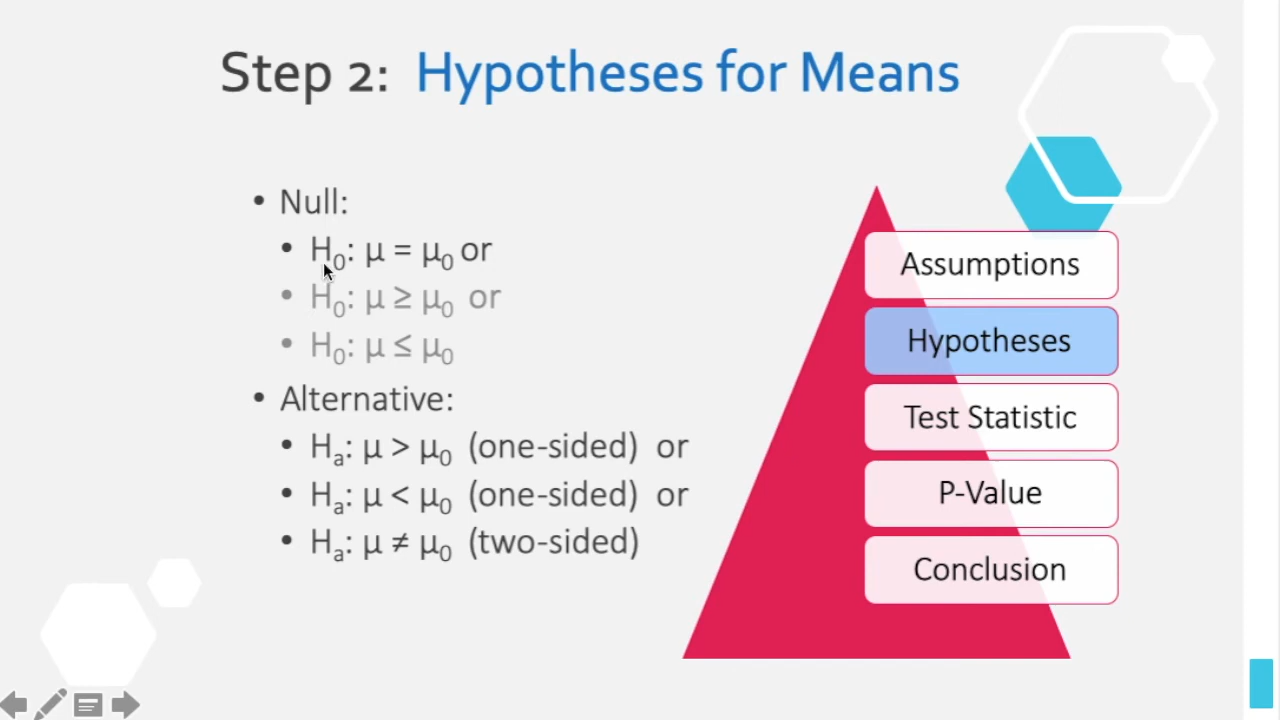 Step 2: Hypotheses for Means
• Null:
• H₀: μ = μ₀ or
• H₀: μ ≥ μ₀ or
• H₀: μ ≤ μ₀
• Alternative:
• Hₐ: μ > μ₀ (one-sided) or
• Hₐ: μ < μ₀ (one-sided) or
• Hₐ: μ ≠ μ₀ (two-sided)
Assumptions
Hypotheses
Test Statistic
P-Value
Conclusion